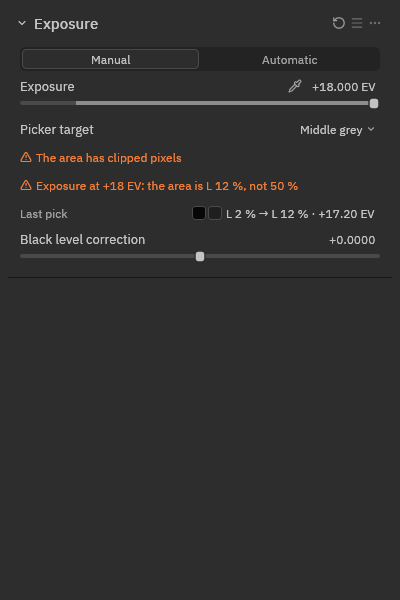 Exposure
Manual
Automatic
Exposure +18.000 EV
Picker target Middle grey
The area has clipped pixels
Exposure at +18 EV: the area is L 12 %, not 50 %
Last pick L 2 % → L 12 % · +17.20 EV
Black level correction +0.0000